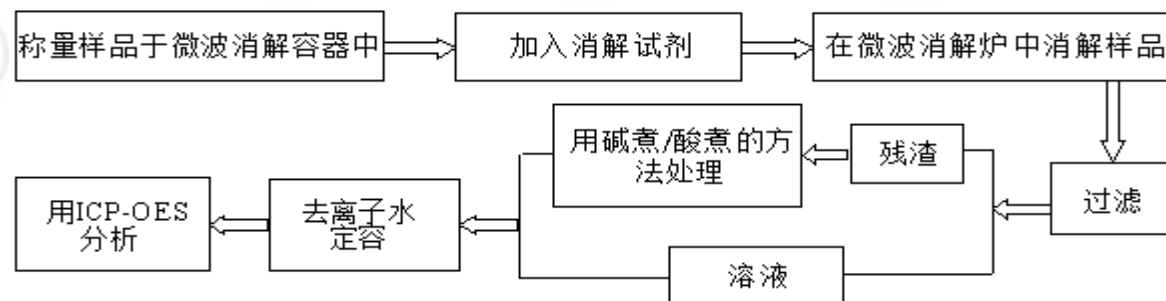 称量样品于微波消解容器中
加入消解试剂
在微波消解炉中消解样品
过滤
残渣
用碱煮/酸煮的方
法处理
溶液
去离子水
定容
用ICP-OES
分析